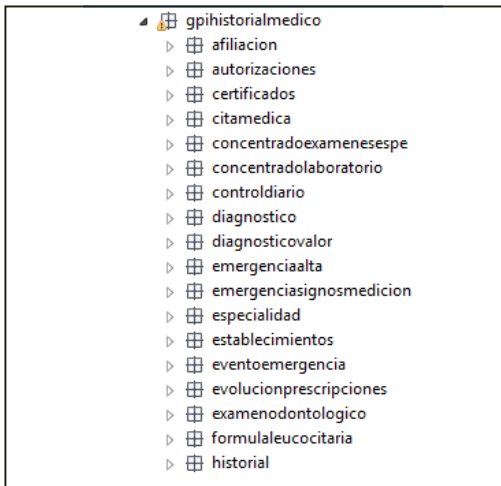 gpihistorialmedico
afiliacion
autorizaciones
certificados
citamedica
concentradoexamenesespe
concentradolaboratorio
controldiario
diagnostico
diagnosticovalor
emergenciaalta
emergenciasignosmedicion
especialidad
establecimientos
eventoemergencia
evolucionprescripciones
examenodontologico
formulaleucocitaria
historial